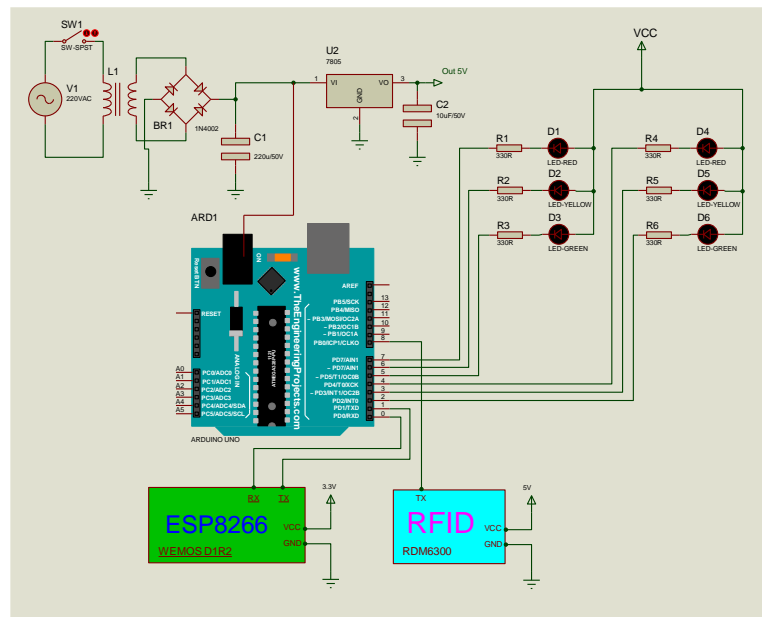 SW1
SW-SPST
V1
220VAC
L1
BR1
1N4002
C1
220u/50V
U2
7805
1
VI
VO
3
GND
2
Out 5V
C2
10uF/50V
VCC
R1
330R
D1
LED-RED
R2
330R
D2
LED-YELLOW
R3
330R
D3
LED-GREEN
R4
330R
D4
LED-RED
R5
330R
D5
LED-YELLOW
R6
330R
D6
LED-GREEN
ARD1
Reset BTN
ON
www.TheEngineeringProjects.com
ANALOG IN
RESET
AREF
PB5/SCK
13
PB4/MISO
12
~ PB3/MOSI/OC2A
11
~ PB2/OC1B
10
~ PB1/OC1A
9
PB0/ICP1/CLKO
8
PD7/AIN1
7
~ PD7/AIN1
6
~ PD5/T1/OC0B
5
PD4/T0/XCK
4
~ PD3/INT1/OC2B
3
PD2/INT0
2
PD1/TXD
1
PD0/RXD
0
A0
PC0/ADC0
A1
PC1/ADC1
A2
PC2/ADC2
A3
PC3/ADC3
A4
PC4/ADC4/SDA
A5
PC5/ADC5/SCL
ARDUINO UNO
RX
TX
ESP8266
WEMOS D1R2
VCC
GND
3.3V
TX
RFID
RDM6300
VCC
GND
5V